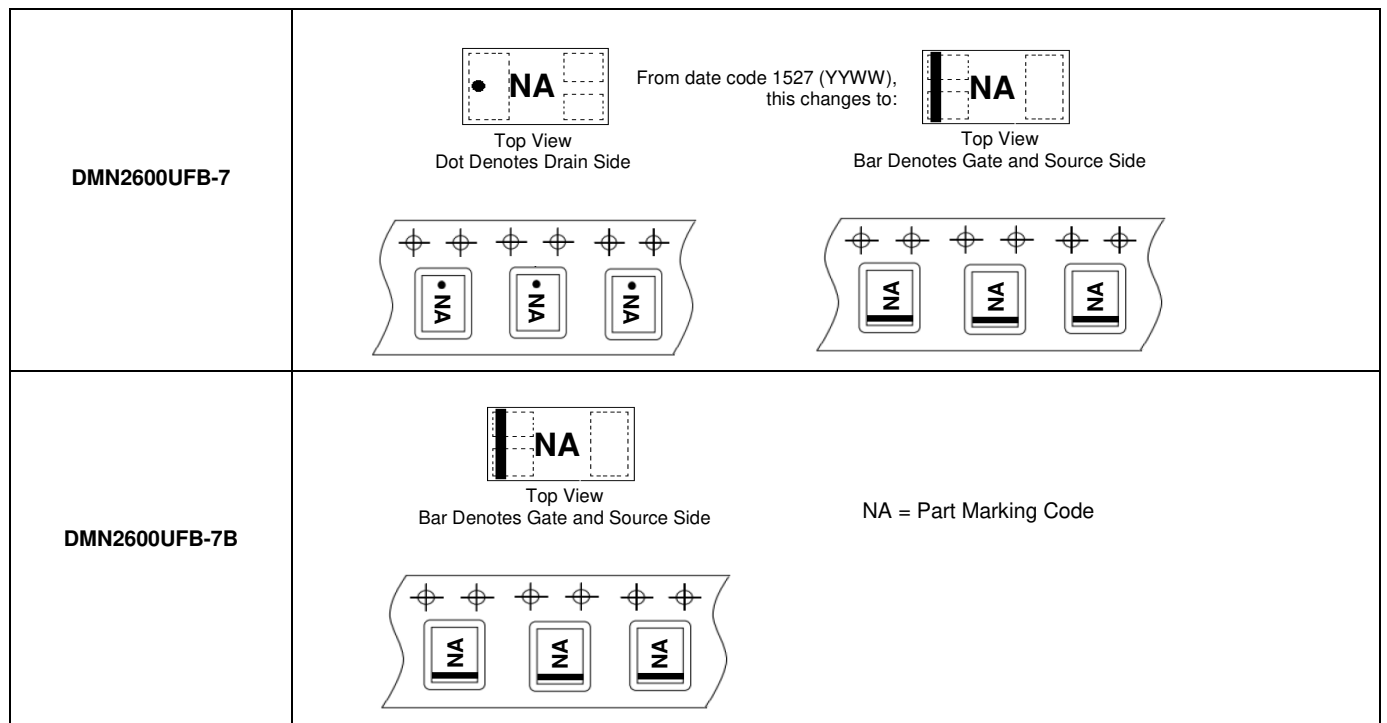 DMN2600UFB-7
NA
Top View
Dot Denotes Drain Side
From date code 1527 (YYWW),
this changes to:
NA
Top View
Bar Denotes Gate and Source Side
NA
NA
NA
NA
NA
NA
DMN2600UFB-7B
NA
Top View
Bar Denotes Gate and Source Side
NA = Part Marking Code
NA
NA
NA